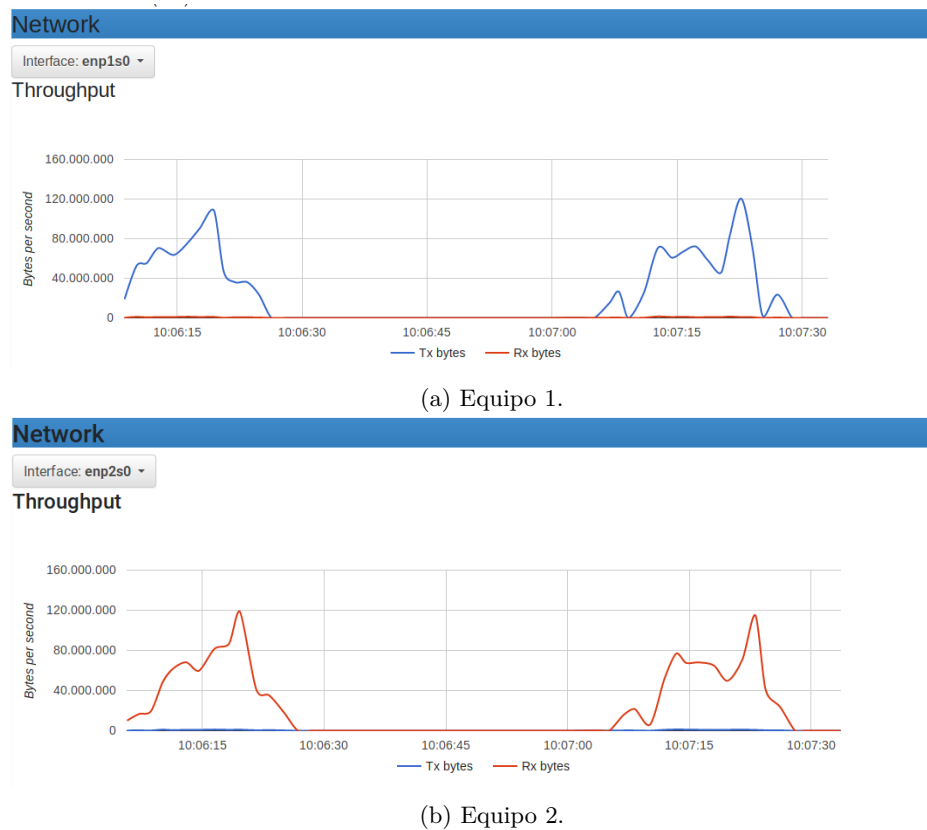 Network
Interface: enp1s0
Throughput
160.000.000
120.000.000
80.000.000
40.000.000
0
Bytes per second
10:06:15 10:06:30 10:06:45 10:07:00 10:07:15 10:07:30
Tx bytes Rx bytes
(a) Equipo 1.
Network
Interface: enp2s0
Throughput
160.000.000
120.000.000
80.000.000
40.000.000
0
Bytes per second
10:06:15 10:06:30 10:06:45 10:07:00 10:07:15 10:07:30
Tx bytes Rx bytes
(b) Equipo 2.